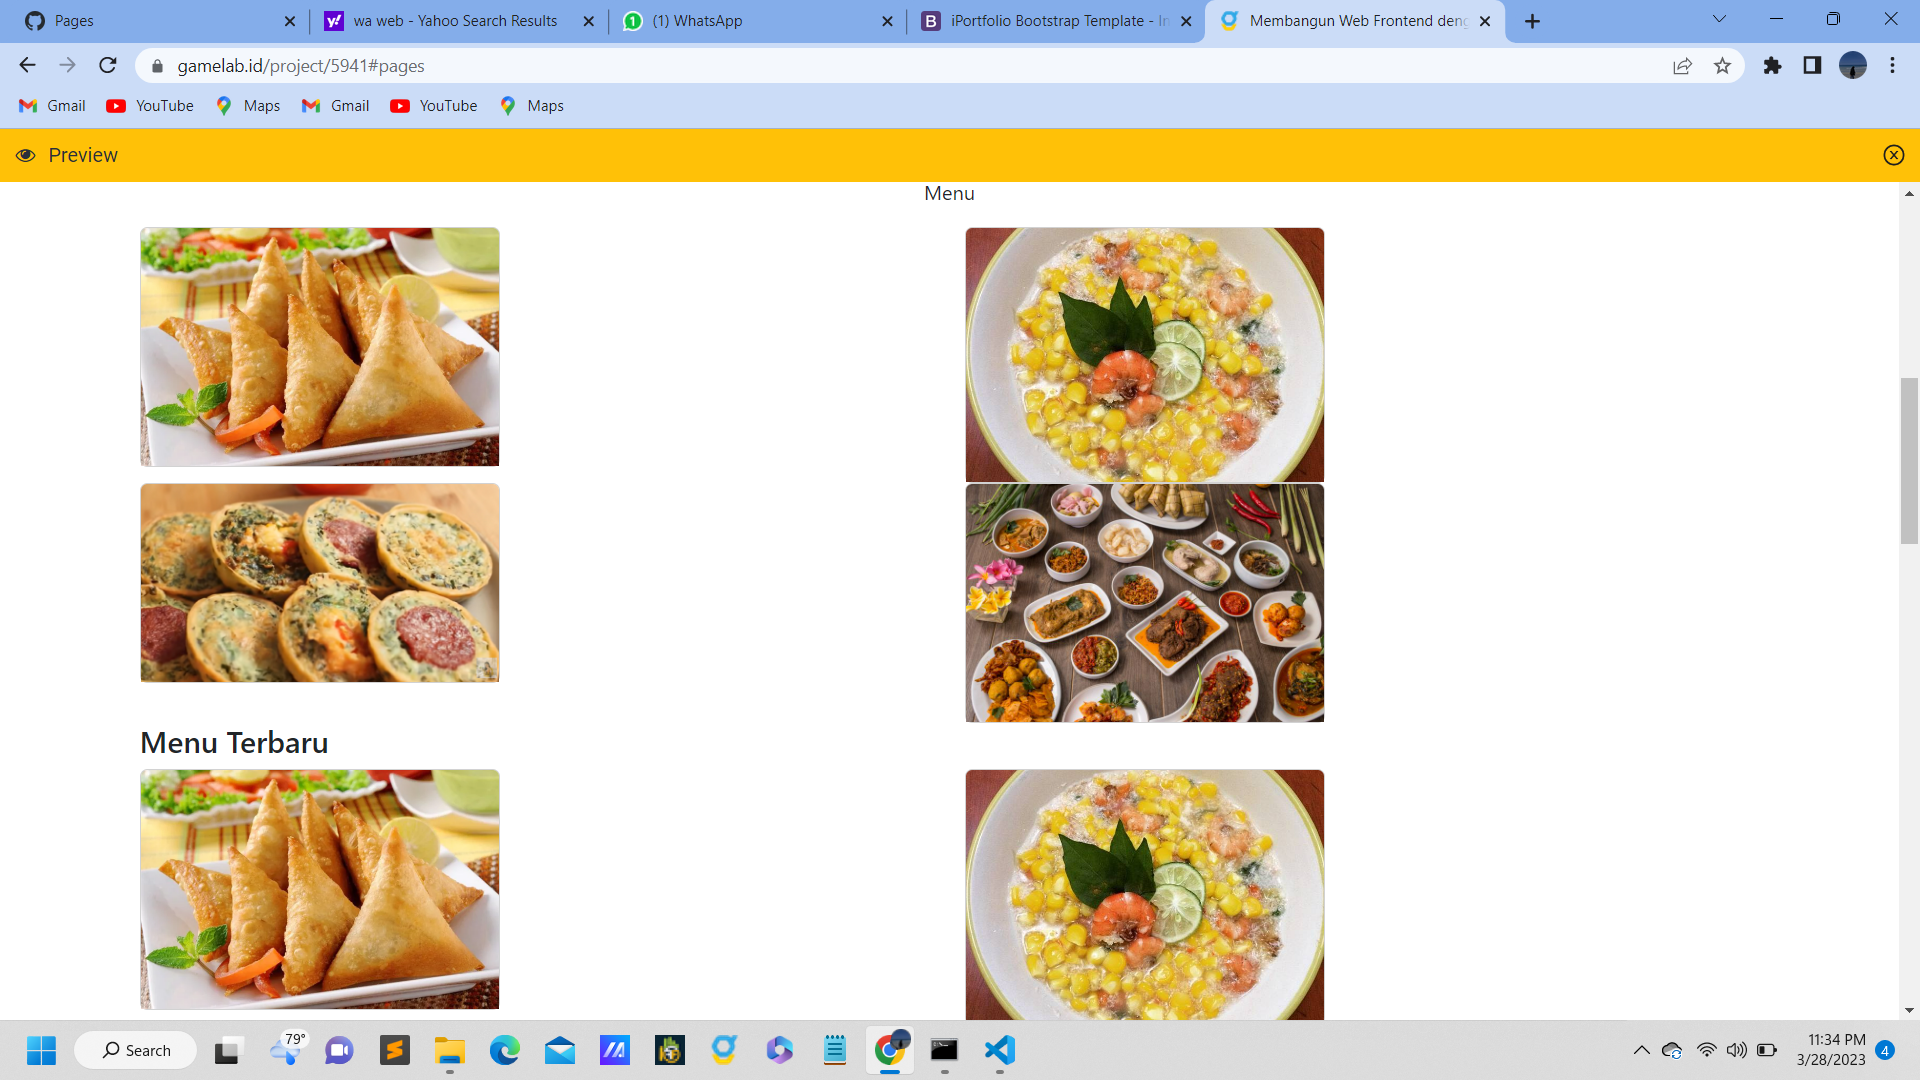 Pages
wa web - Yahoo Search Results
(1) WhatsApp
iPortfolio Bootstrap Template - In
Membangun Web Frontend deng
gamelab.id/project/5941#pages
Gmail
YouTube
Maps
Gmail
YouTube
Maps
Preview
Menu
Menu Terbaru
79°
Search
11:34 PM
3/28/2023
4